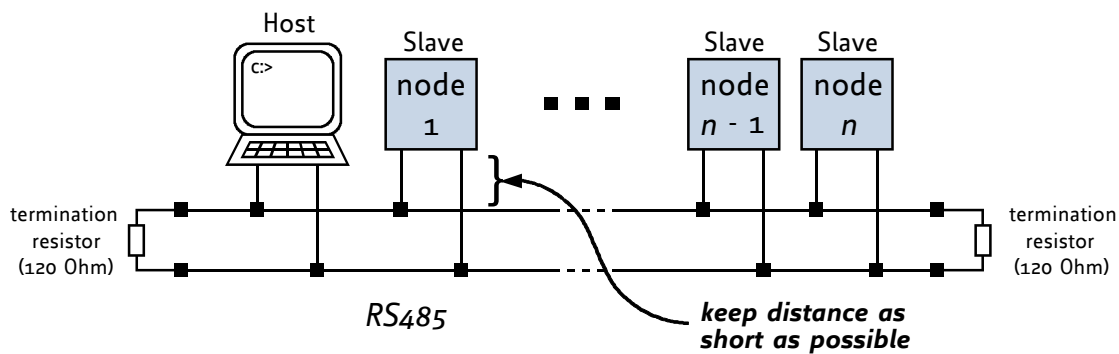 Host
C:>
Slave
node
1
Slave
node
n - 1
Slave
node
n
termination
resistor
(120 Ohm)
termination
resistor
(120 Ohm)
RS485
keep distance as
short as possible